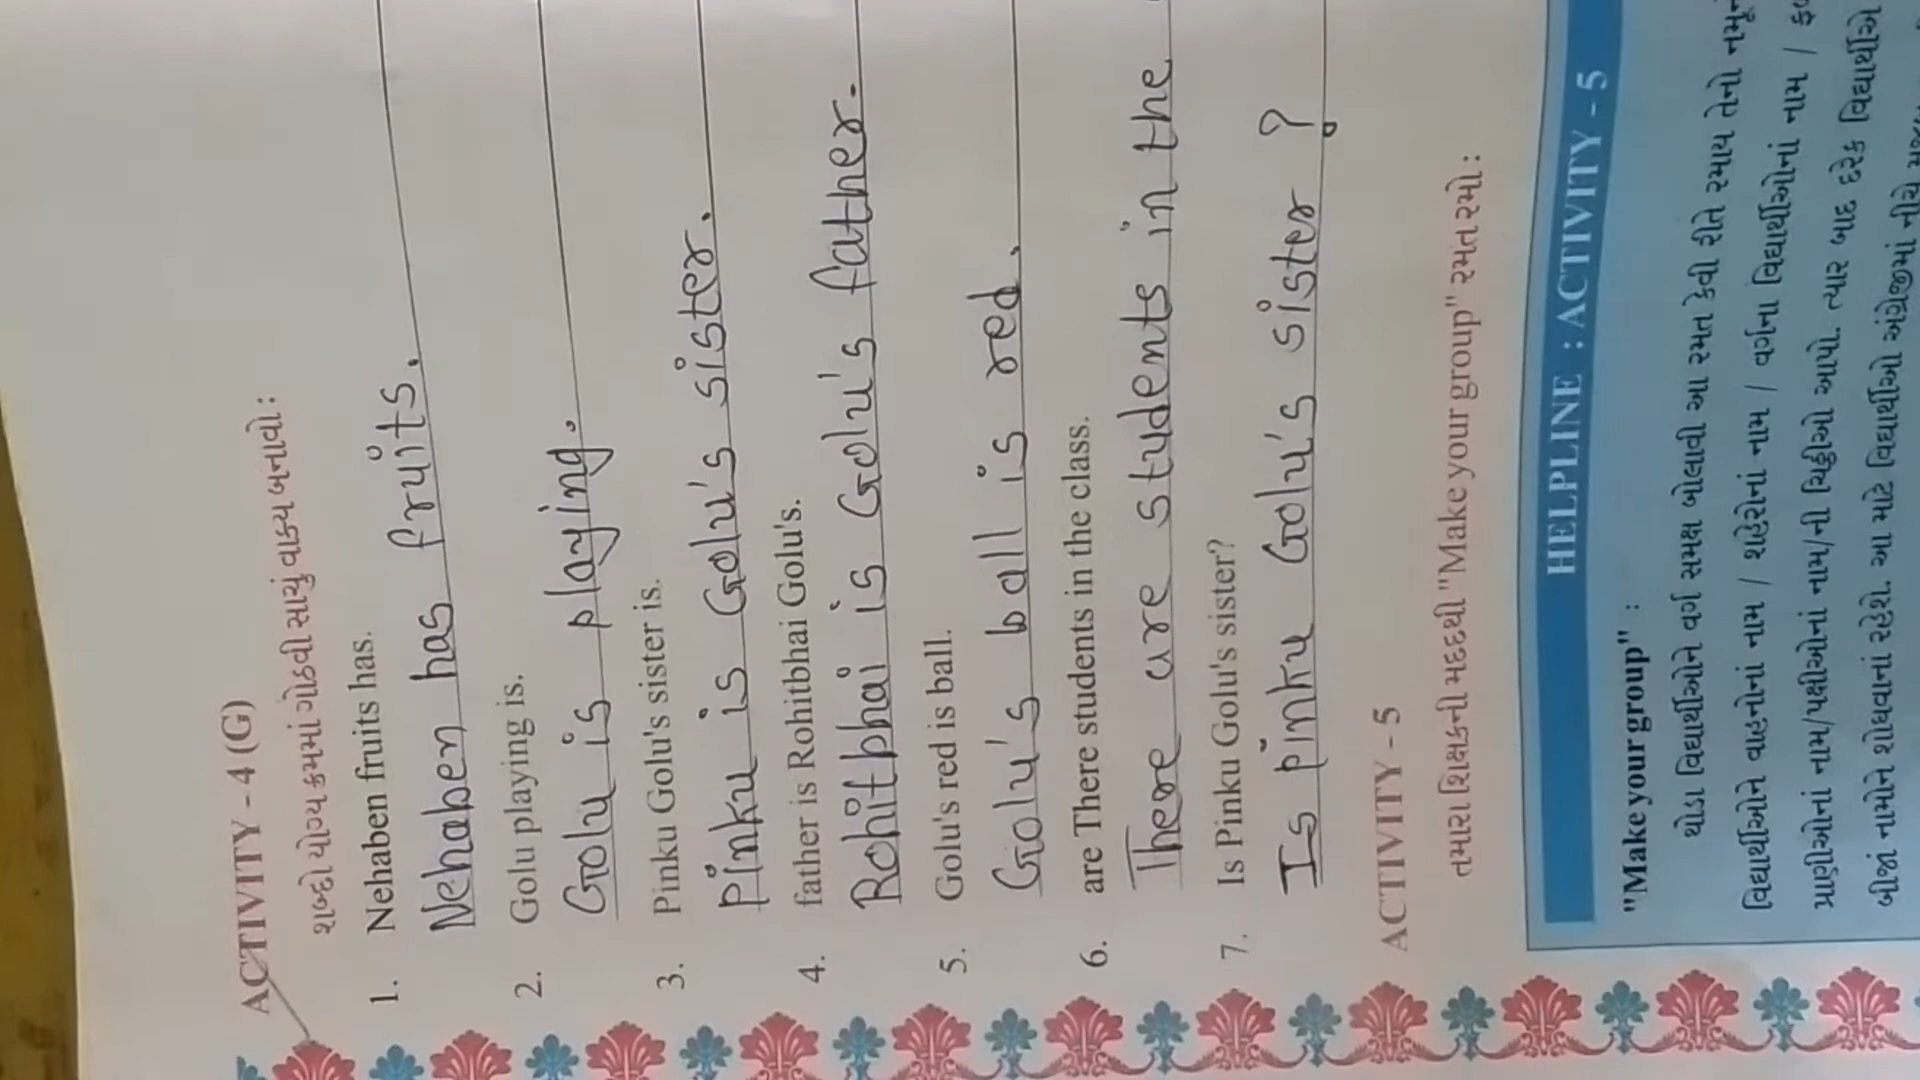 ACTIVITY - 4 (G)
શબ્દો યોગ્ય ક્રમમાં ગોઠવી સાચું વાક્ય બનાવો :
1. Nehaben fruits has.
Nehaben has fruits.
2. Golu playing is.
Golu is playing.
3. Pinku Golu's sister is.
Pinku is Golu's sister.
4. father is Rohitbhai Golu's.
Rohitbhai is Golu's father.
5. Golu's red is ball.
Golu's ball is red.
6. are There students in the class.
There are students in the
7. Is Pinku Golu's sister?
Is Pinku Golu's sister ?
ACTIVITY - 5
તમારા શિક્ષકની મદદથી "Make your group" રમત રમો :
HELPLINE : ACTIVITY - 5
"Make your group" :
થોડા વિદ્યાર્થીઓને વર્ગ સમક્ષ બોલાવી આ રમત કેવી રીતે રમાય તેનો
વિદ્યાર્થીઓને વાહનોનાં નામ / શહેરોનાં નામ / વર્ગના વિદ્યાર્થીઓનાં નામ /
પ્રાણીઓનાં નામ/પક્ષીઓનાં નામ/ની ચિઠ્ઠીઓ આપો. ત્યાર બાદ દરેક વિદ્યાર્થીએ
બીજાં નામોને શોધવાનાં રહેશે. આ માટે વિદ્યાર્થીઓ અંગ્રેજીમાં નીચે